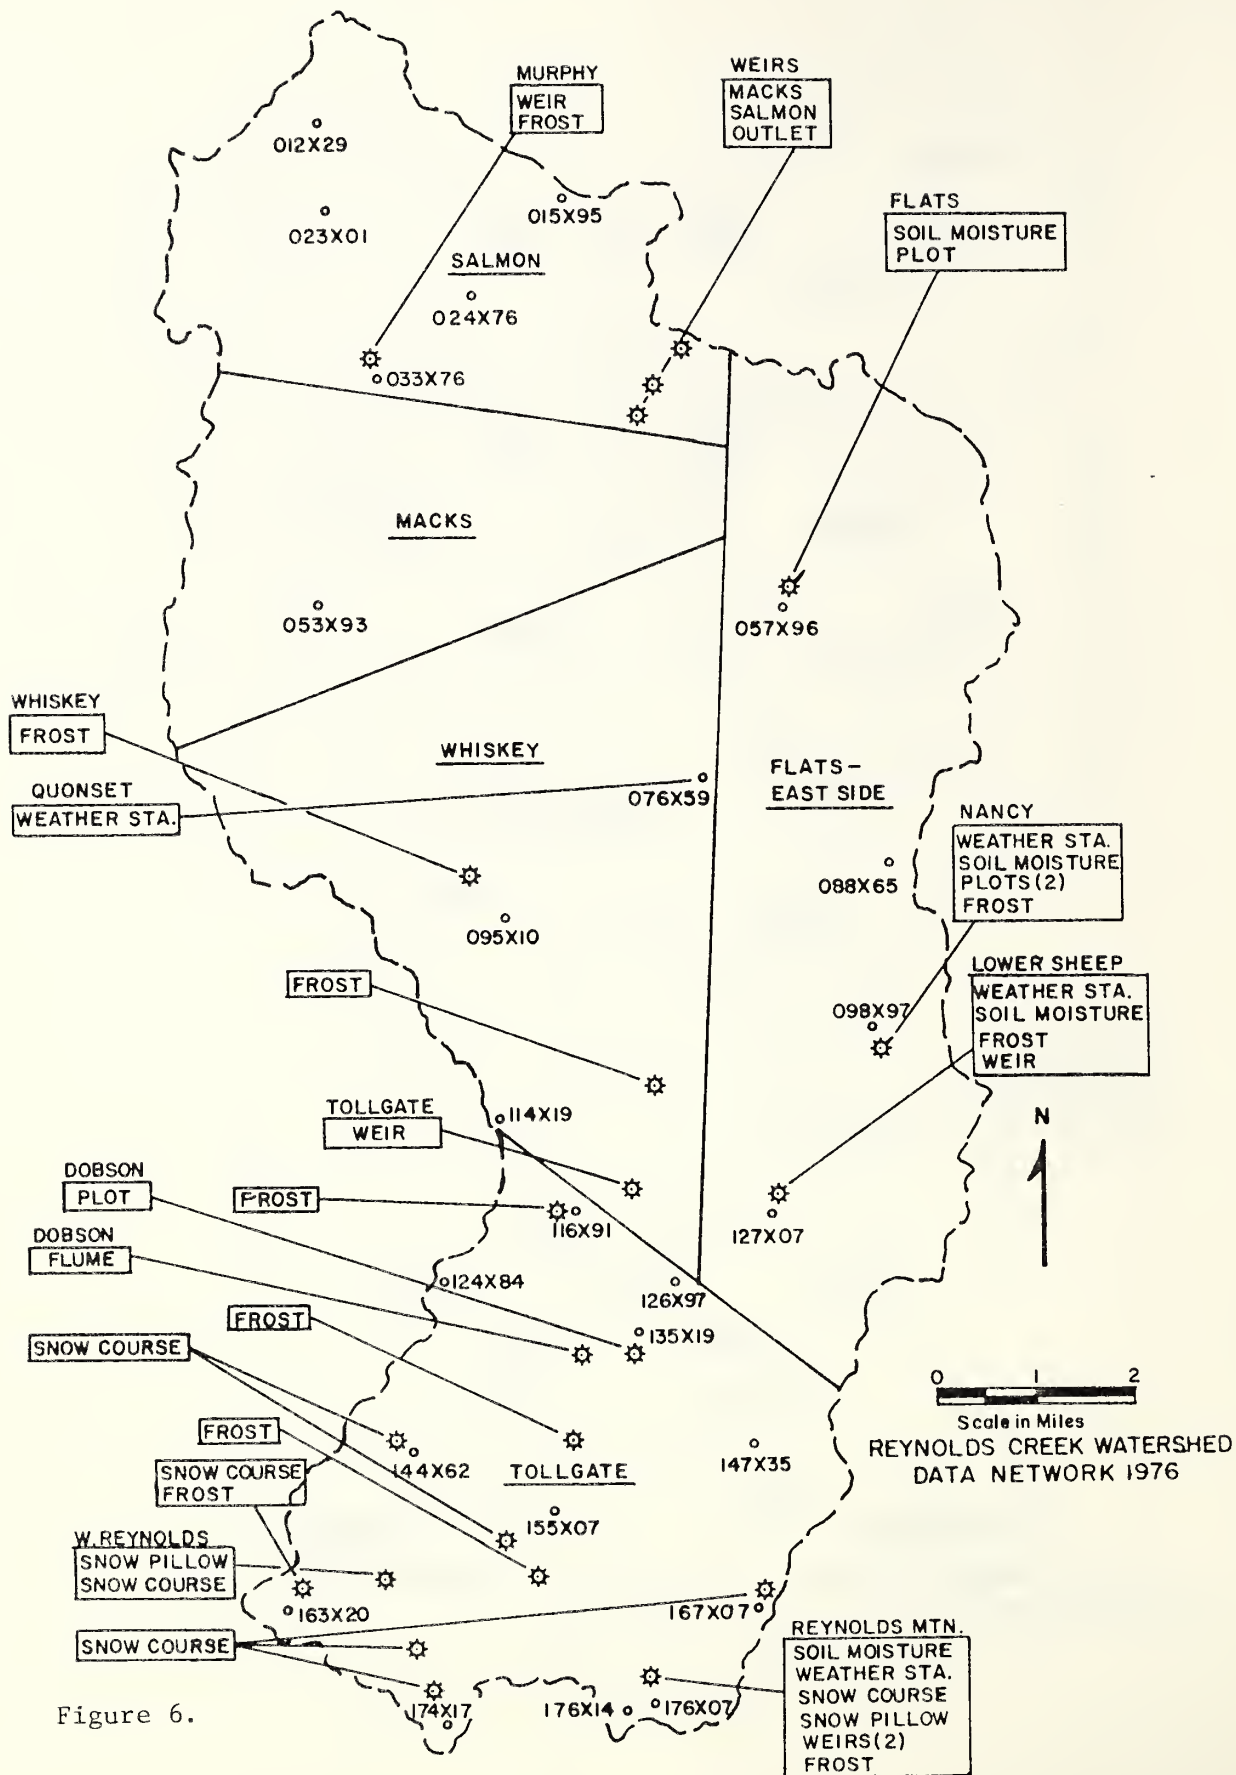 MURPHY
WEIR
FROST
WEIRS
MACKS
SALMON
OUTLET
FLATS
SOIL MOISTURE
PLOT
012X29
023X01
015X95
SALMON
024X76
033X76
MACKS
053X93
057X96
WHISKEY
FROST
QUONSET
WEATHER STA.
WHISKEY
076X59
FLATS-
EAST SIDE
088X65
095X10
NANCY
WEATHER STA.
SOIL MOISTURE
PLOTS(2)
FROST
FROST
098X97
LOWER SHEEP
WEATHER STA.
SOIL MOISTURE
FROST
WEIR
N
114X19
TOLLGATE
WEIR
DOBSON
PLOT
FROST
116X91
127X07
DOBSON
FLUME
124X84
126X97
135X19
FROST
SNOW COURSE
0 1 2
Scale in Miles
REYNOLDS CREEK WATERSHED
DATA NETWORK 1976
FROST
144X62
TOLLGATE
147X35
SNOW COURSE
FROST
155X07
W. REYNOLDS
SNOW PILLOW
SNOW COURSE
163X20
167X07
SNOW COURSE
174X17
176X14
176X07
REYNOLDS MTN.
SOIL MOISTURE
WEATHER STA.
SNOW COURSE
SNOW PILLOW
WEIRS(2)
FROST
Figure 6.